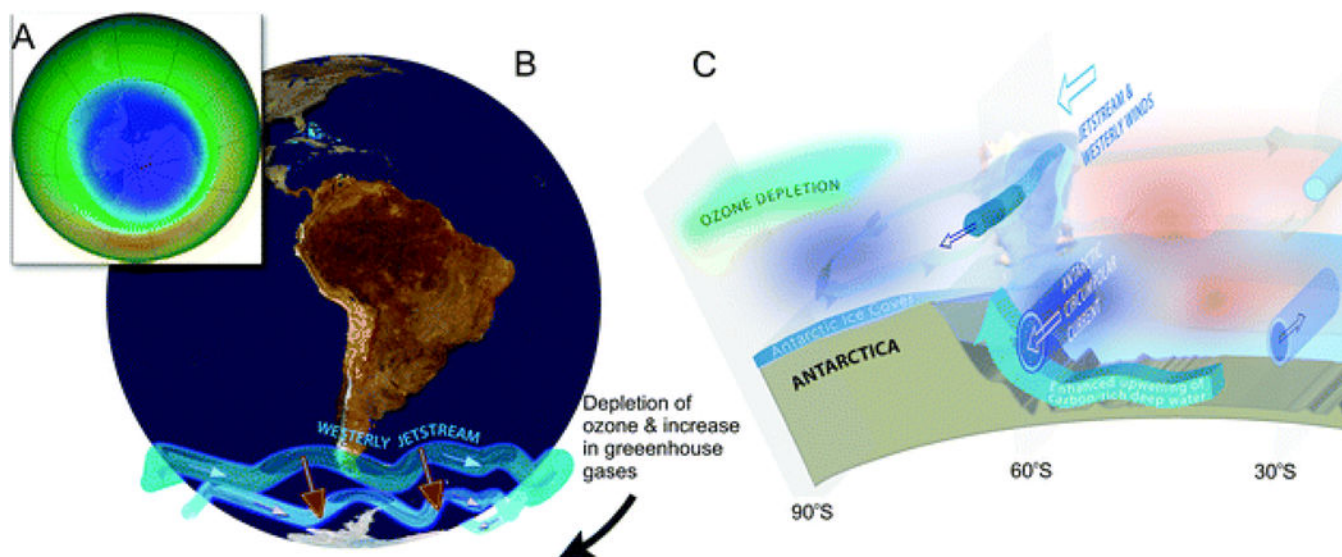 A
B
WESTERLY JETSTREAM
Depletion of
ozone & increase
in greeenhouse
gases
C
JETSTREAM &
WESTERLY WINDS
OZONE DEPLETION
ANTARCTIC
CIRCUMPOLAR
CURRENT
Antarctic Ice Cover
ANTARCTICA
Enhanced upwelling of
carbon-rich deep water
60°S
30°S
90°S